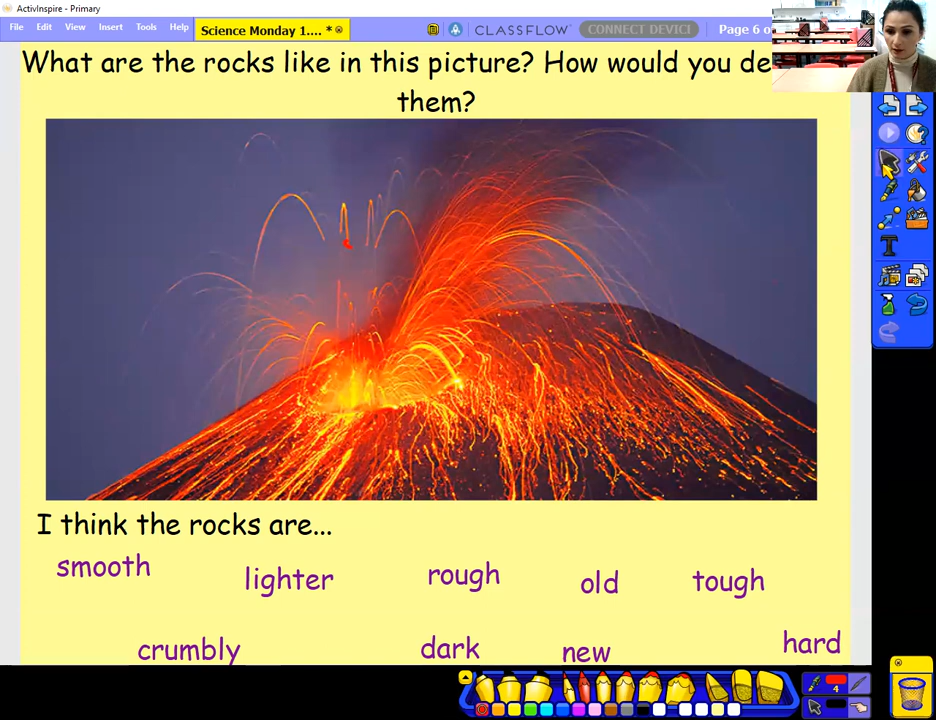 ActivInspire - Primary
File Edit View Insert Tools Help
Science Monday 1.... *
CLASSFLOW CONNECT DEVICE
Page 6 o
What are the rocks like in this picture? How would you de
them?
I think the rocks are...
smooth lighter rough old tough
crumbly dark new hard
4